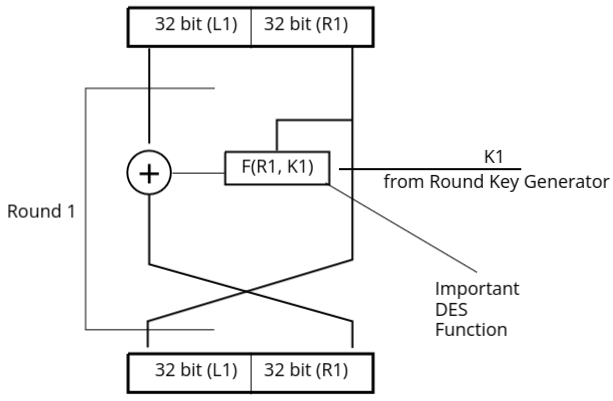 32 bit (L1) 32 bit (R1)
F(R1, K1)
+
K1
from Round Key Generator
Round 1
Important
DES
Function
32 bit (L1) 32 bit (R1)